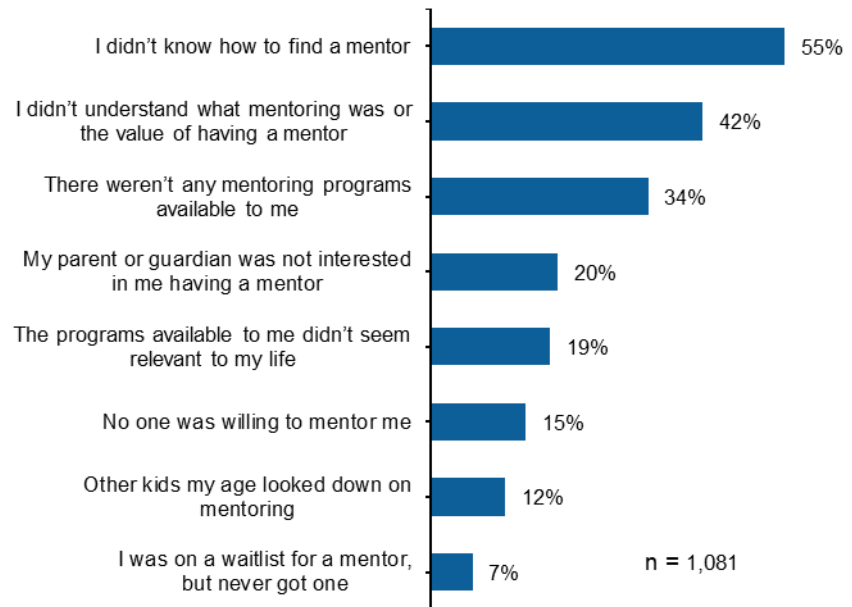 I didn't know how to find a mentor
55%
I didn't understand what mentoring was or
the value of having a mentor
42%
There weren't any mentoring programs
available to me
34%
My parent or guardian was not interested
in me having a mentor
20%
The programs available to me didn't seem
relevant to my life
19%
No one was willing to mentor me
15%
Other kids my age looked down on
mentoring
12%
I was on a waitlist for a mentor,
but never got one
7%
n = 1,081